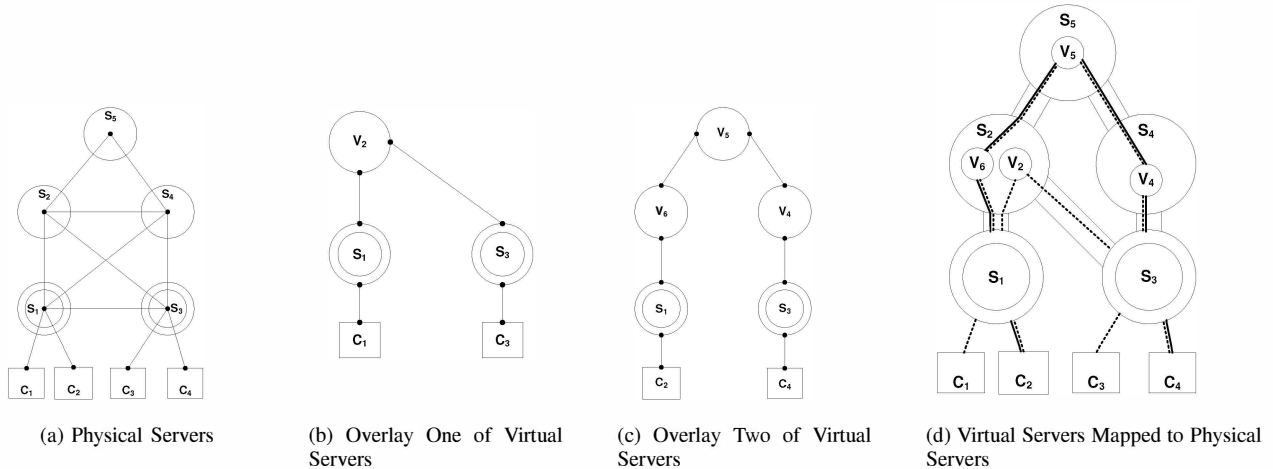 S5
S2
S4
S1
S3
C1
C2
C3
C4
(a) Physical Servers
V2
S1
S3
C1
C3
(b) Overlay One of Virtual
Servers
V5
V6
V4
S1
S3
C2
C4
(c) Overlay Two of Virtual
Servers
S5
V5
S2
S4
V6
V2
V4
S1
S3
C1
C2
C3
C4
(d) Virtual Servers Mapped to Physical
Servers